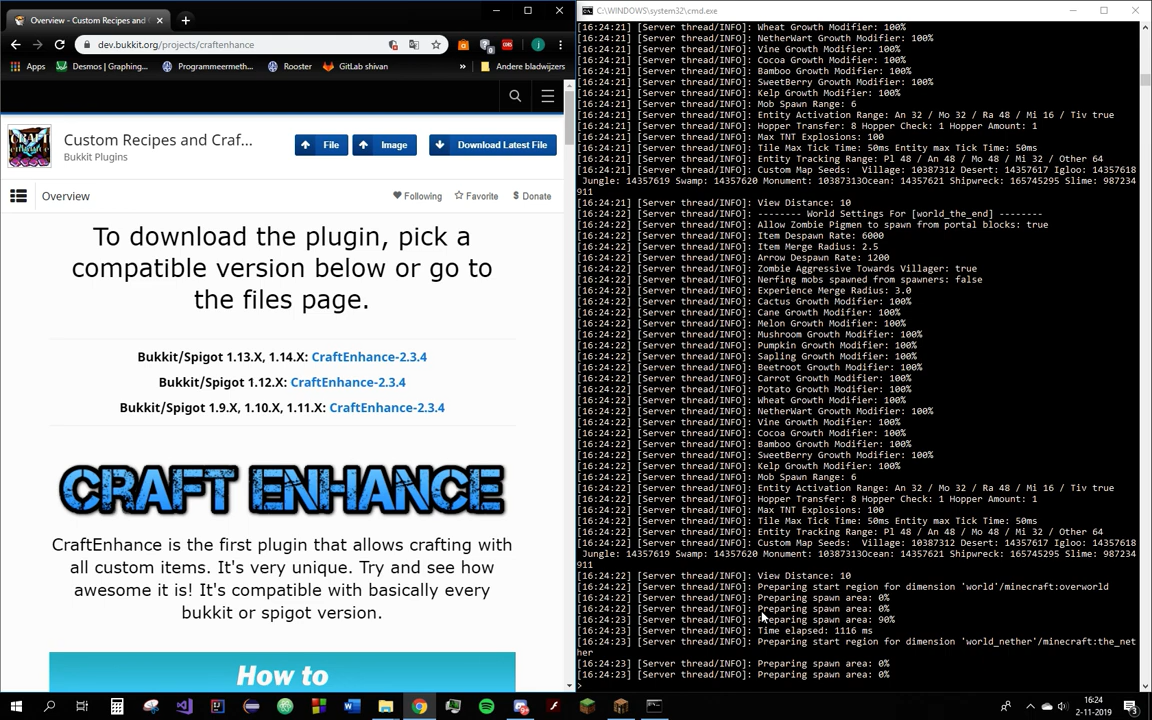 Overview - Custom Recipes and C
dev.bukkit.org/projects/craftenhance
Apps
Desmos | Graphing...
Programmeermeth...
Rooster
GitLab shivan
»
Andere bladwijzers
Custom Recipes and Craf...
Bukkit Plugins
File
Image
Download Latest File
Overview
Following
Favorite
Donate
To download the plugin, pick a
compatible version below or go to
the files page.
Bukkit/Spigot 1.13.X, 1.14.X: CraftEnhance-2.3.4
Bukkit/Spigot 1.12.X: CraftEnhance-2.3.4
Bukkit/Spigot 1.9.X, 1.10.X, 1.11.X: CraftEnhance-2.3.4
CRAFT ENHANCE
CraftEnhance is the first plugin that allows crafting with
all custom items. It's very unique. Try and see how
awesome it is! It's compatible with basically every
bukkit or spigot version.
How to
C:\WINDOWS\system32\cmd.exe
[16:24:21] [Server thread/INFO]: Wheat Growth Modifier: 100%
[16:24:21] [Server thread/INFO]: NetherWart Growth Modifier: 100%
[16:24:21] [Server thread/INFO]: Vine Growth Modifier: 100%
[16:24:21] [Server thread/INFO]: Cocoa Growth Modifier: 100%
[16:24:21] [Server thread/INFO]: Bamboo Growth Modifier: 100%
[16:24:21] [Server thread/INFO]: SweetBerry Growth Modifier: 100%
[16:24:21] [Server thread/INFO]: Kelp Growth Modifier: 100%
[16:24:21] [Server thread/INFO]: Mob Spawn Range: 6
[16:24:21] [Server thread/INFO]: Entity Activation Range: An 32 / Mo 32 / Ra 48 / Mi 16 / Tiv true
[16:24:21] [Server thread/INFO]: Hopper Transfer: 8 Hopper Check: 1 Hopper Amount: 1
[16:24:21] [Server thread/INFO]: Max TNT Explosions: 100
[16:24:21] [Server thread/INFO]: Tile Max Tick Time: 50ms Entity max Tick Time: 50ms
[16:24:21] [Server thread/INFO]: Entity Tracking Range: Pl 48 / An 48 / Mo 48 / Mi 32 / Other 64
[16:24:21] [Server thread/INFO]: Custom Map Seeds:  Village: 10387312 Desert: 14357617 Igloo: 14357618
Jungle: 14357619 Swamp: 14357620 Monument: 10387313Ocean: 14357621 Shipwreck: 165745295 Slime: 987234
911
[16:24:21] [Server thread/INFO]: View Distance: 10
[16:24:22] [Server thread/INFO]: -------- World Settings For [world_the_end] --------
[16:24:22] [Server thread/INFO]: Allow Zombie Pigmen to spawn from portal blocks: true
[16:24:22] [Server thread/INFO]: Item Despawn Rate: 6000
[16:24:22] [Server thread/INFO]: Item Merge Radius: 2.5
[16:24:22] [Server thread/INFO]: Arrow Despawn Rate: 1200
[16:24:22] [Server thread/INFO]: Zombie Aggressive Towards Villager: true
[16:24:22] [Server thread/INFO]: Nerfing mobs spawned from spawners: false
[16:24:22] [Server thread/INFO]: Experience Merge Radius: 3.0
[16:24:22] [Server thread/INFO]: Cactus Growth Modifier: 100%
[16:24:22] [Server thread/INFO]: Cane Growth Modifier: 100%
[16:24:22] [Server thread/INFO]: Melon Growth Modifier: 100%
[16:24:22] [Server thread/INFO]: Mushroom Growth Modifier: 100%
[16:24:22] [Server thread/INFO]: Pumpkin Growth Modifier: 100%
[16:24:22] [Server thread/INFO]: Sapling Growth Modifier: 100%
[16:24:22] [Server thread/INFO]: Beetroot Growth Modifier: 100%
[16:24:22] [Server thread/INFO]: Carrot Growth Modifier: 100%
[16:24:22] [Server thread/INFO]: Potato Growth Modifier: 100%
[16:24:22] [Server thread/INFO]: Wheat Growth Modifier: 100%
[16:24:22] [Server thread/INFO]: NetherWart Growth Modifier: 100%
[16:24:22] [Server thread/INFO]: Vine Growth Modifier: 100%
[16:24:22] [Server thread/INFO]: Cocoa Growth Modifier: 100%
[16:24:22] [Server thread/INFO]: Bamboo Growth Modifier: 100%
[16:24:22] [Server thread/INFO]: SweetBerry Growth Modifier: 100%
[16:24:22] [Server thread/INFO]: Kelp Growth Modifier: 100%
[16:24:22] [Server thread/INFO]: Mob Spawn Range: 6
[16:24:22] [Server thread/INFO]: Entity Activation Range: An 32 / Mo 32 / Ra 48 / Mi 16 / Tiv true
[16:24:22] [Server thread/INFO]: Hopper Transfer: 8 Hopper Check: 1 Hopper Amount: 1
[16:24:22] [Server thread/INFO]: Max TNT Explosions: 100
[16:24:22] [Server thread/INFO]: Tile Max Tick Time: 50ms Entity max Tick Time: 50ms
[16:24:22] [Server thread/INFO]: Entity Tracking Range: Pl 48 / An 48 / Mo 48 / Mi 32 / Other 64
[16:24:22] [Server thread/INFO]: Custom Map Seeds:  Village: 10387312 Desert: 14357617 Igloo: 14357618
Jungle: 14357619 Swamp: 14357620 Monument: 10387313Ocean: 14357621 Shipwreck: 165745295 Slime: 987234
911
[16:24:22] [Server thread/INFO]: View Distance: 10
[16:24:22] [Server thread/INFO]: Preparing start region for dimension 'world'/minecraft:overworld
[16:24:22] [Server thread/INFO]: Preparing spawn area: 0%
[16:24:22] [Server thread/INFO]: Preparing spawn area: 0%
[16:24:23] [Server thread/INFO]: Preparing spawn area: 90%
[16:24:23] [Server thread/INFO]: Time elapsed: 1116 ms
[16:24:23] [Server thread/INFO]: Preparing start region for dimension 'world_nether'/minecraft:the_net
her
[16:24:23] [Server thread/INFO]: Preparing spawn area: 0%
[16:24:23] [Server thread/INFO]: Preparing spawn area: 0%
>
16:24
2-11-2019